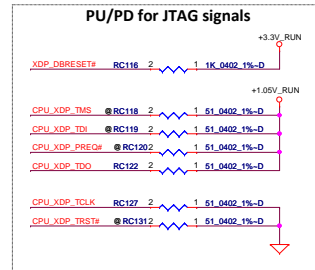 PU/PD for JTAG signals
+3.3V_RUN
XDP_DBRESET# RC116 2 1 1K_0402_1%~D
+1.05V_RUN
CPU_XDP_TMS @RC118 2 1 51_0402_1%~D
CPU_XDP_TDI @RC119 2 1 51_0402_1%~D
CPU_XDP_PREQ# @RC120 2 1 51_0402_1%~D
CPU_XDP_TDO RC122 2 1 51_0402_1%~D
CPU_XDP_TCLK RC127 2 1 51_0402_1%~D
CPU_XDP_TRST# @RC131 2 1 51_0402_1%~D